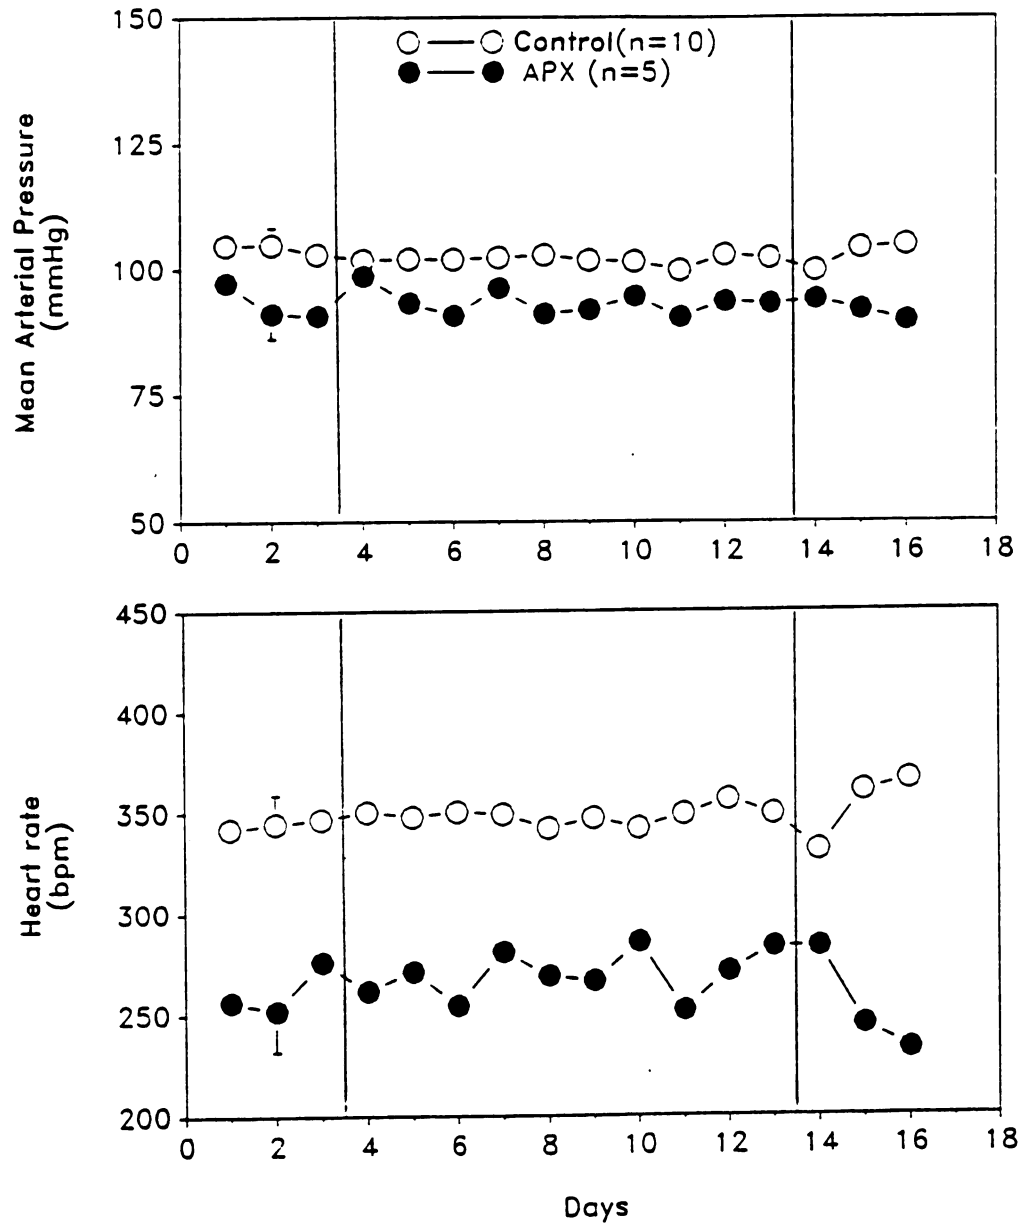 150
125
100
75
50
Mean Arterial Pressure
(mmHg)
Control(n=10)
APX (n=5)
0 2 4 6 8 10 12 14 16 18
450
400
350
300
250
200
Heart rate
(bpm)
0 2 4 6 8 10 12 14 16 18
Days